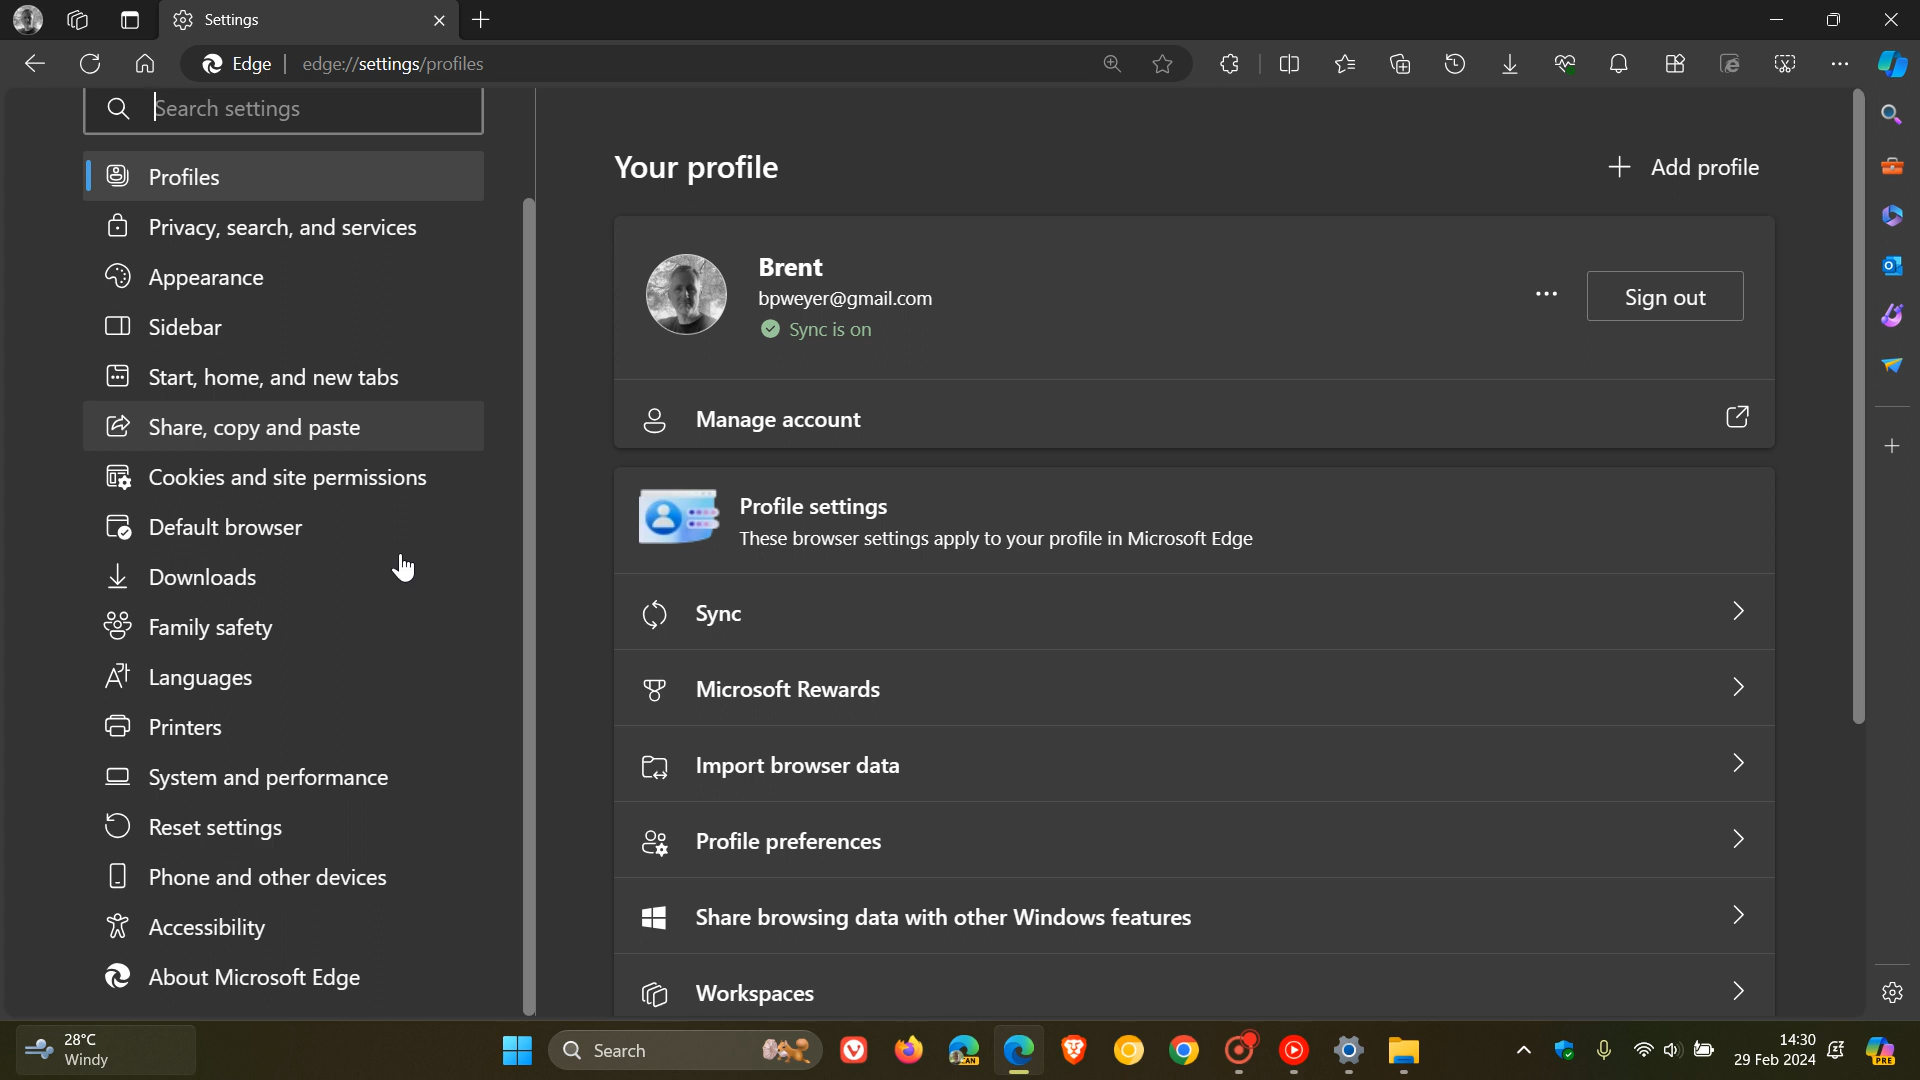 Settings
Edge
edge://settings/profiles
Search settings
Profiles
Privacy, search, and services
Appearance
Sidebar
Start, home, and new tabs
Share, copy and paste
Cookies and site permissions
Default browser
Downloads
Family safety
Languages
Printers
System and performance
Reset settings
Phone and other devices
Accessibility
About Microsoft Edge
Your profile
Add profile
Brent
bpweyer@gmail.com
Sync is on
Sign out
Manage account
Profile settings
These browser settings apply to your profile in Microsoft Edge
Sync
Microsoft Rewards
Import browser data
Profile preferences
Share browsing data with other Windows features
Workspaces
28°C
Windy
Search
14:30
29 Feb 2024
PRE